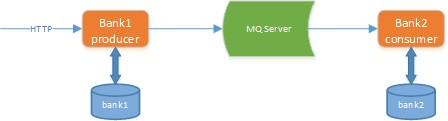 HTTP
Bank1
producer
MQ Server
Bank2
consumer
bank1
bank2